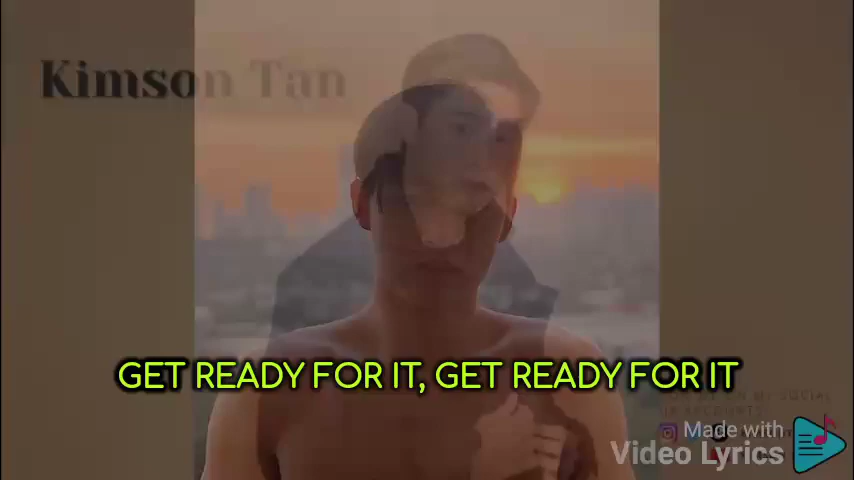 Kimson Tan
GET READY FOR IT, GET READY FOR IT
Made with
Video Lyrics